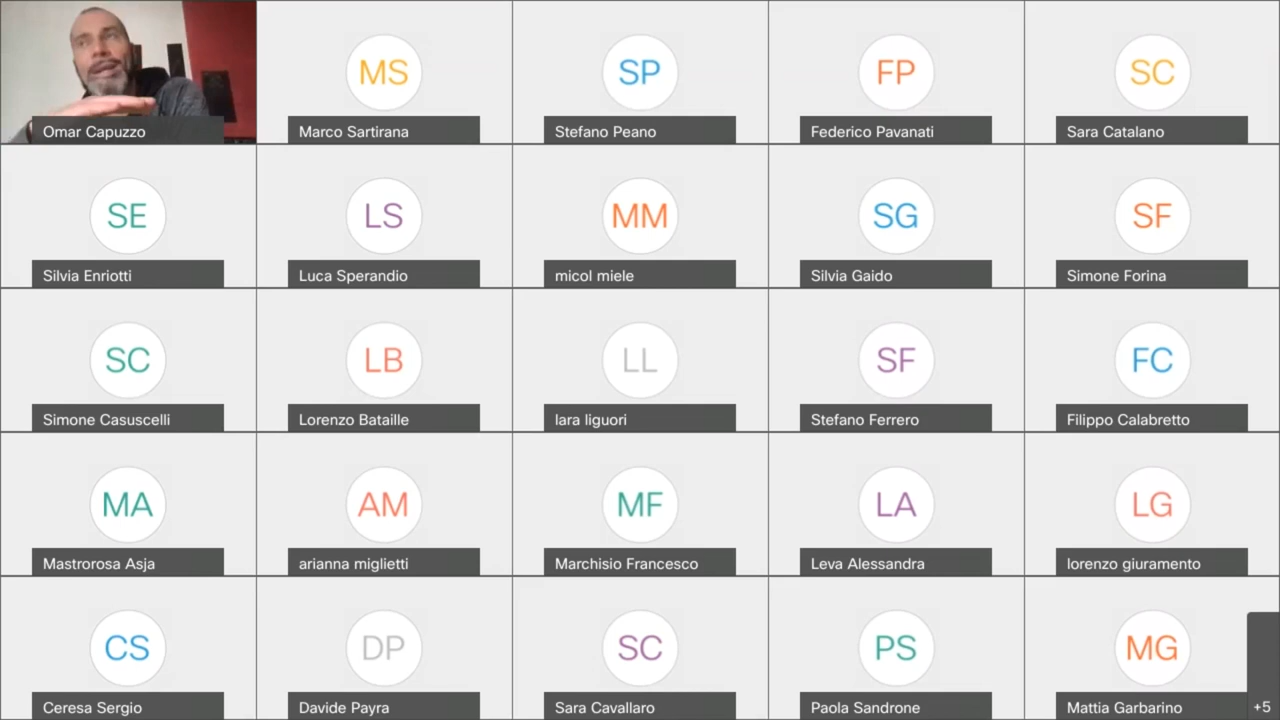 Omar Capuzzo
MS
Marco Sartirana
SP
Stefano Peano
FP
Federico Pavanati
SC
Sara Catalano
SE
Silvia Enriotti
LS
Luca Sperandio
MM
micol miele
SG
Silvia Gaido
SF
Simone Forina
SC
Simone Casuscelli
LB
Lorenzo Bataille
LL
lara liguori
SF
Stefano Ferrero
FC
Filippo Calabretto
MA
Mastrorosa Asja
AM
arianna miglietti
MF
Marchisio Francesco
LA
Leva Alessandra
LG
lorenzo giuramento
CS
Ceresa Sergio
DP
Davide Payra
SC
Sara Cavallaro
PS
Paola Sandrone
MG
Mattia Garbarino
+5